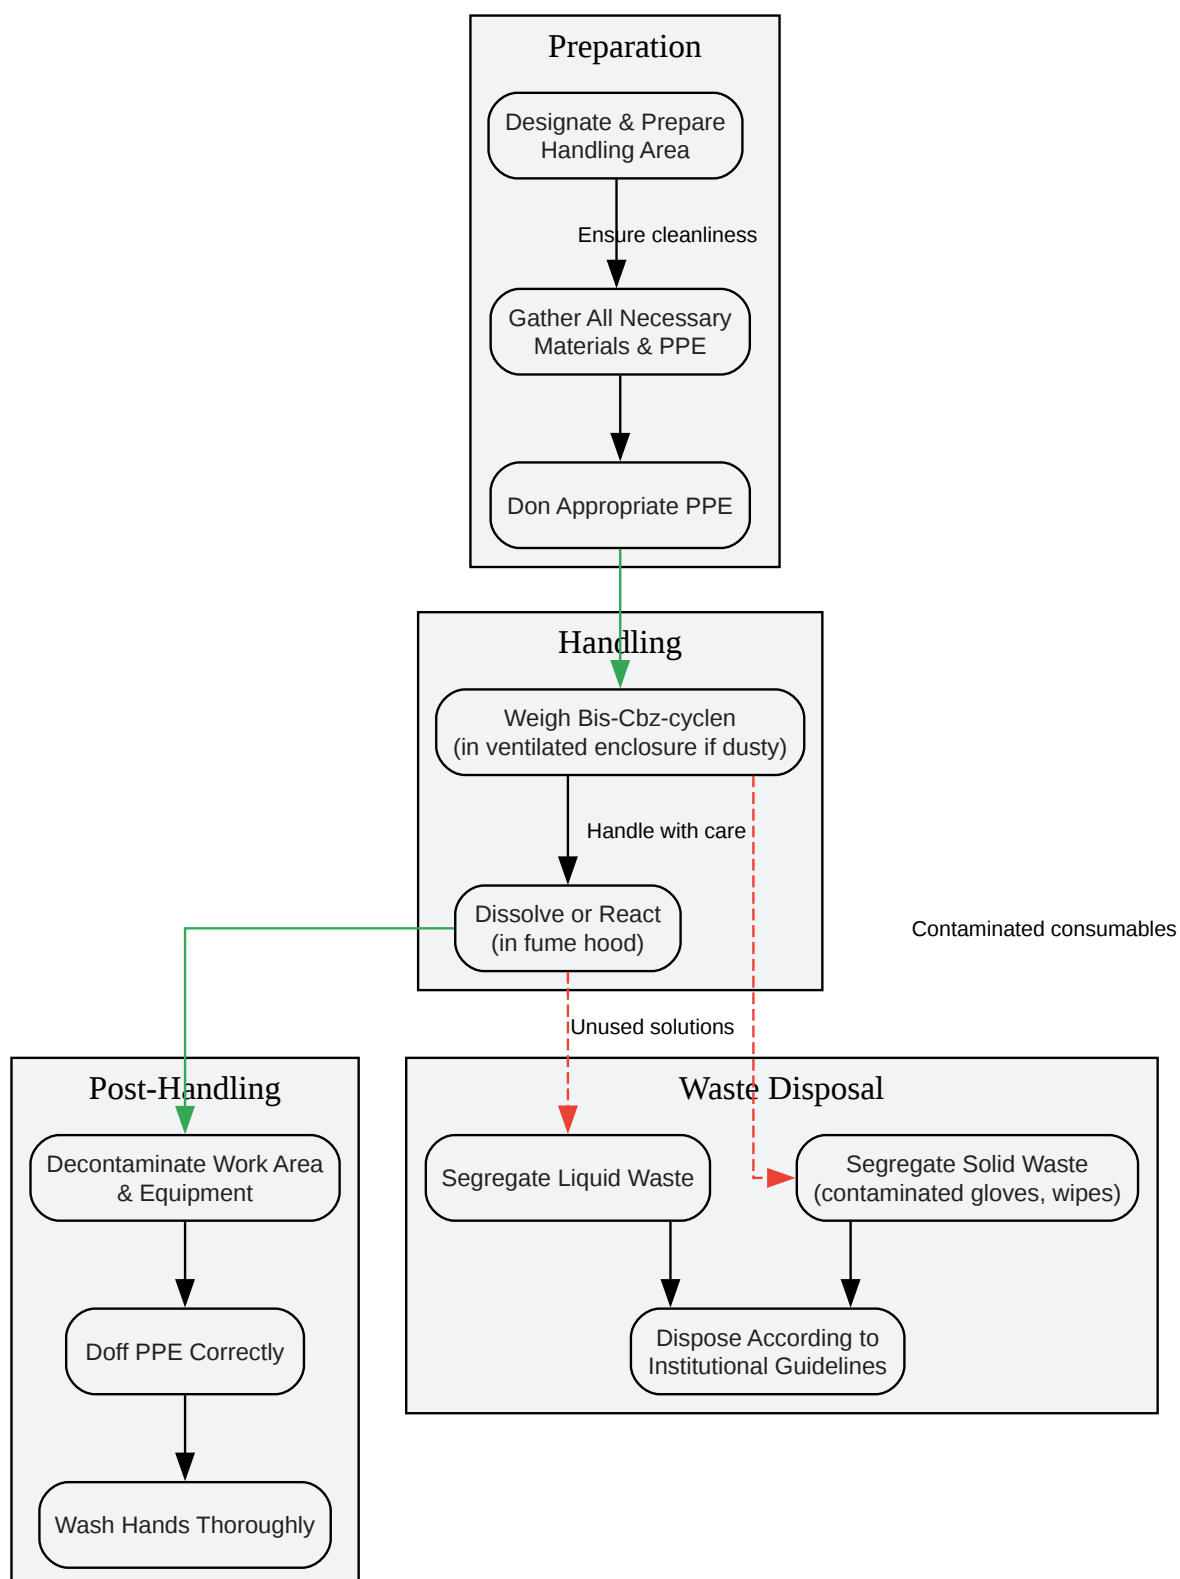 Preparation
Designate & Prepare
Handling Area
Ensure cleanliness
Gather All Necessary
Materials & PPE
Don Appropriate PPE
Handling
Weigh Bis-Cbz-cyclen
(in ventilated enclosure if dusty)
Handle with care
Dissolve or React
(in fume hood)
Contaminated consumables
Unused solutions
Post-Handling
Decontaminate Work Area
& Equipment
Doff PPE Correctly
Wash Hands Thoroughly
Waste Disposal
Segregate Liquid Waste
Segregate Solid Waste
(contaminated gloves, wipes)
Dispose According to
Institutional Guidelines